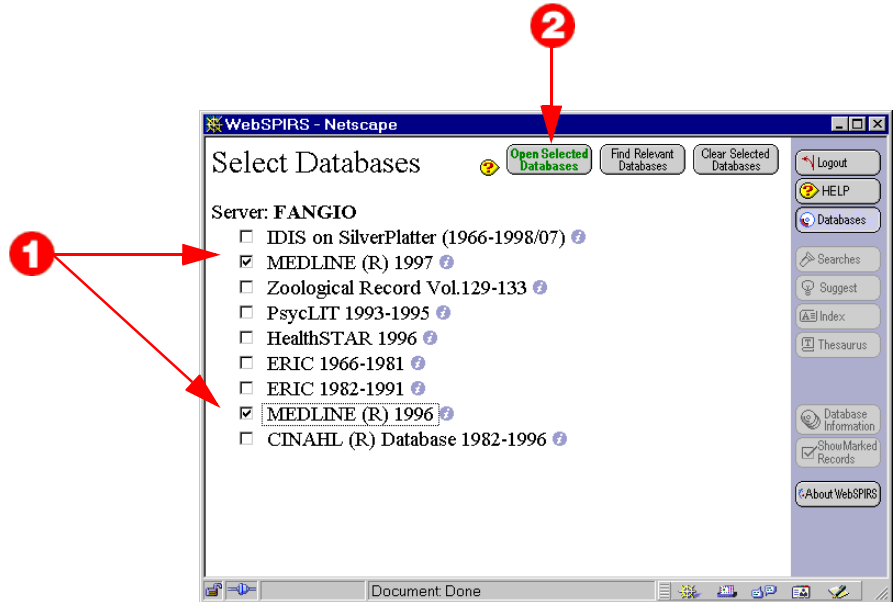 2
WebSPIRS - Netscape
Select Databases
? Open Selected Databases
Find Relevant Databases
Clear Selected Databases
Server: FANGIO
1
IDIS on SilverPlatter (1966-1998/07) i
MEDLINE (R) 1997 i
Zoological Record Vol.129-133 i
PsycLIT 1993-1995 i
HealthSTAR 1996 i
ERIC 1966-1981 i
ERIC 1982-1991 i
MEDLINE (R) 1996 i
CINAHL (R) Database 1982-1996 i
Logout
? HELP
Databases
Searches
Suggest
A Index
T Thesaurus
Database
Information
Show Marked
Records
About WebSPIRS
Document: Done